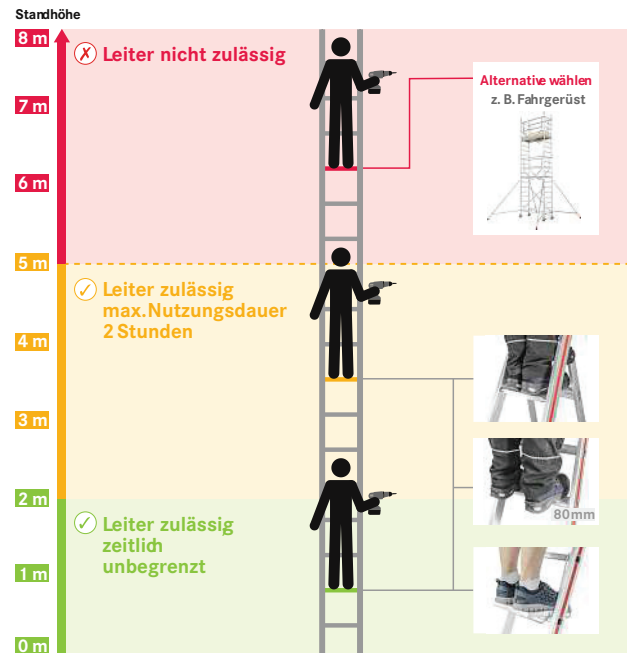 Standhöhe
8 m
✗ Leiter nicht zulässig
Alternative wählen
z. B. Fahrgerüst
7 m
6 m
5 m
✓ Leiter zulässig
max. Nutzungsdauer
2 Stunden
4 m
3 m
2 m
80mm
✓ Leiter zulässig
zeitlich
unbegrenzt
1 m
0 m